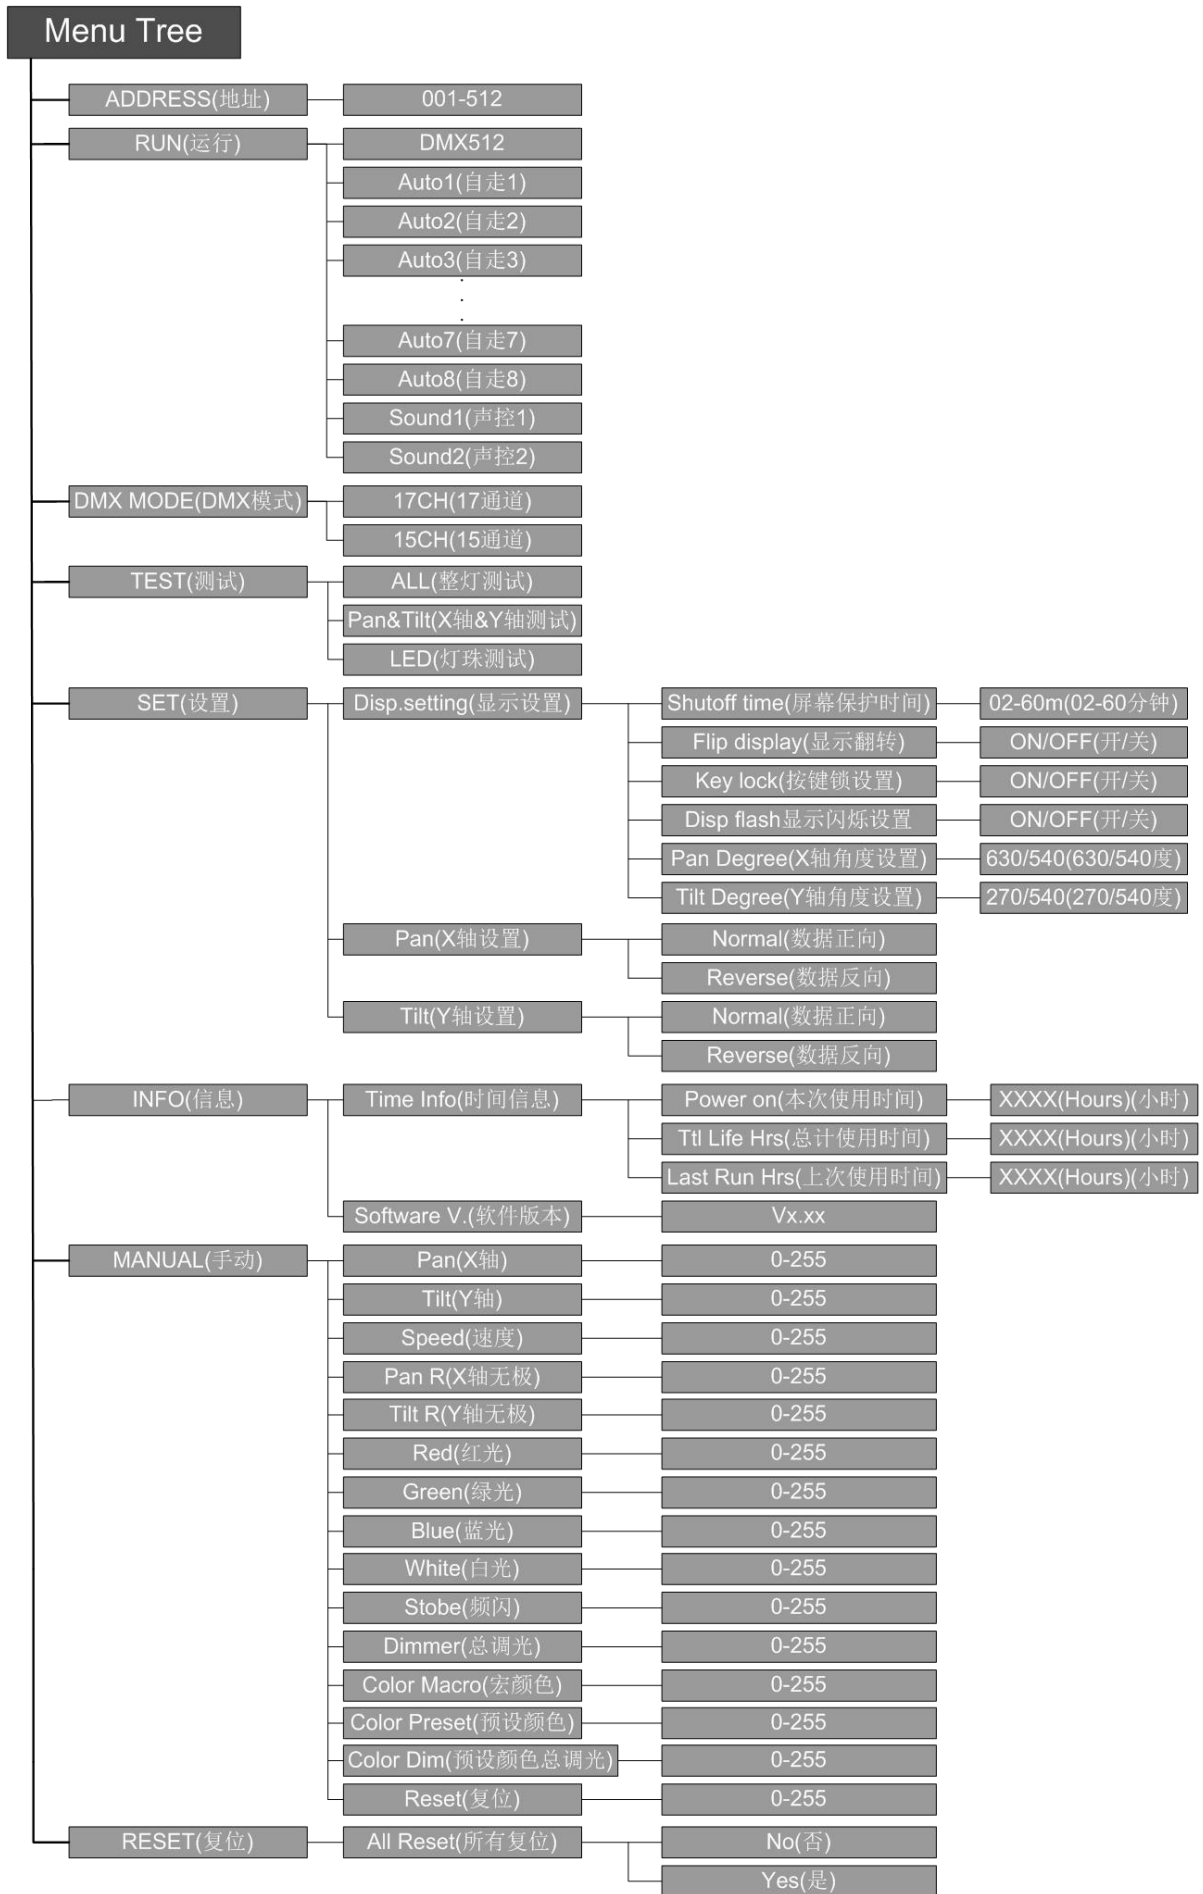 Menu Tree
ADDRESS(地址) 001-512
RUN(运行) DMX512
Auto1(自走1)
Auto2(自走2)
Auto3(自走3)
.
.
.
Auto7(自走7)
Auto8(自走8)
Sound1(声控1)
Sound2(声控2)
DMX MODE(DMX模式) 17CH(17通道)
15CH(15通道)
TEST(测试) ALL(整灯测试)
Pan&Tilt(X轴&Y轴测试)
LED(灯珠测试)
SET(设置) Disp.setting(显示设置) Shutoff time(屏幕保护时间) 02-60m(02-60分钟)
Flip display(显示翻转) ON/OFF(开/关)
Key lock(按键锁设置) ON/OFF(开/关)
Disp flash显示闪烁设置 ON/OFF(开/关)
Pan Degree(X轴角度设置) 630/540(630/540度)
Tilt Degree(Y轴角度设置) 270/540(270/540度)
Pan(X轴设置) Normal(数据正向)
Reverse(数据反向)
Tilt(Y轴设置) Normal(数据正向)
Reverse(数据反向)
INFO(信息) Time Info(时间信息) Power on(本次使用时间) XXXX(Hours)(小时)
Ttl Life Hrs(总计使用时间) XXXX(Hours)(小时)
Last Run Hrs(上次使用时间) XXXX(Hours)(小时)
Software V.(软件版本) Vx.xx
MANUAL(手动) Pan(X轴) 0-255
Tilt(Y轴) 0-255
Speed(速度) 0-255
Pan R(X轴无极) 0-255
Tilt R(Y轴无极) 0-255
Red(红光) 0-255
Green(绿光) 0-255
Blue(蓝光) 0-255
White(白光) 0-255
Stobe(频闪) 0-255
Dimmer(总调光) 0-255
Color Macro(宏颜色) 0-255
Color Preset(预设颜色) 0-255
Color Dim(预设颜色总调光) 0-255
Reset(复位) 0-255
RESET(复位) All Reset(所有复位) No(否)
Yes(是)